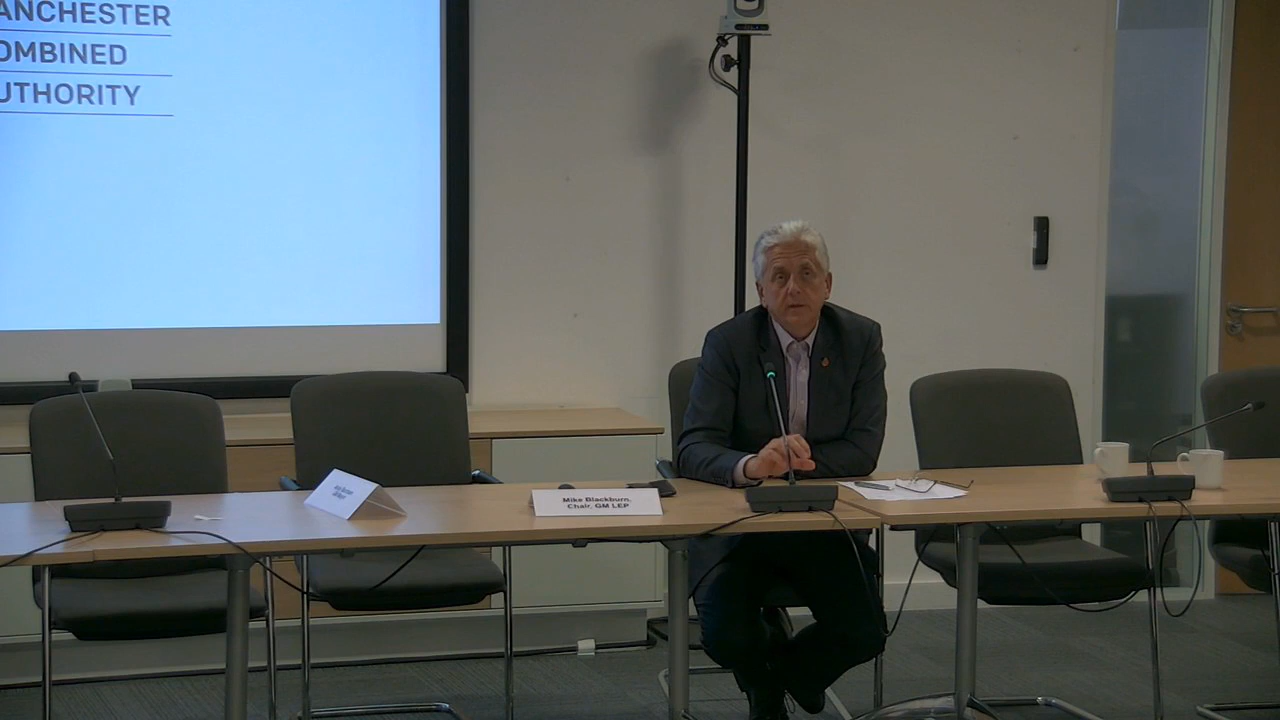 ANCHESTER
OMBINED
UTHORITY
Mike Blackburn,
Chair, GM LEP